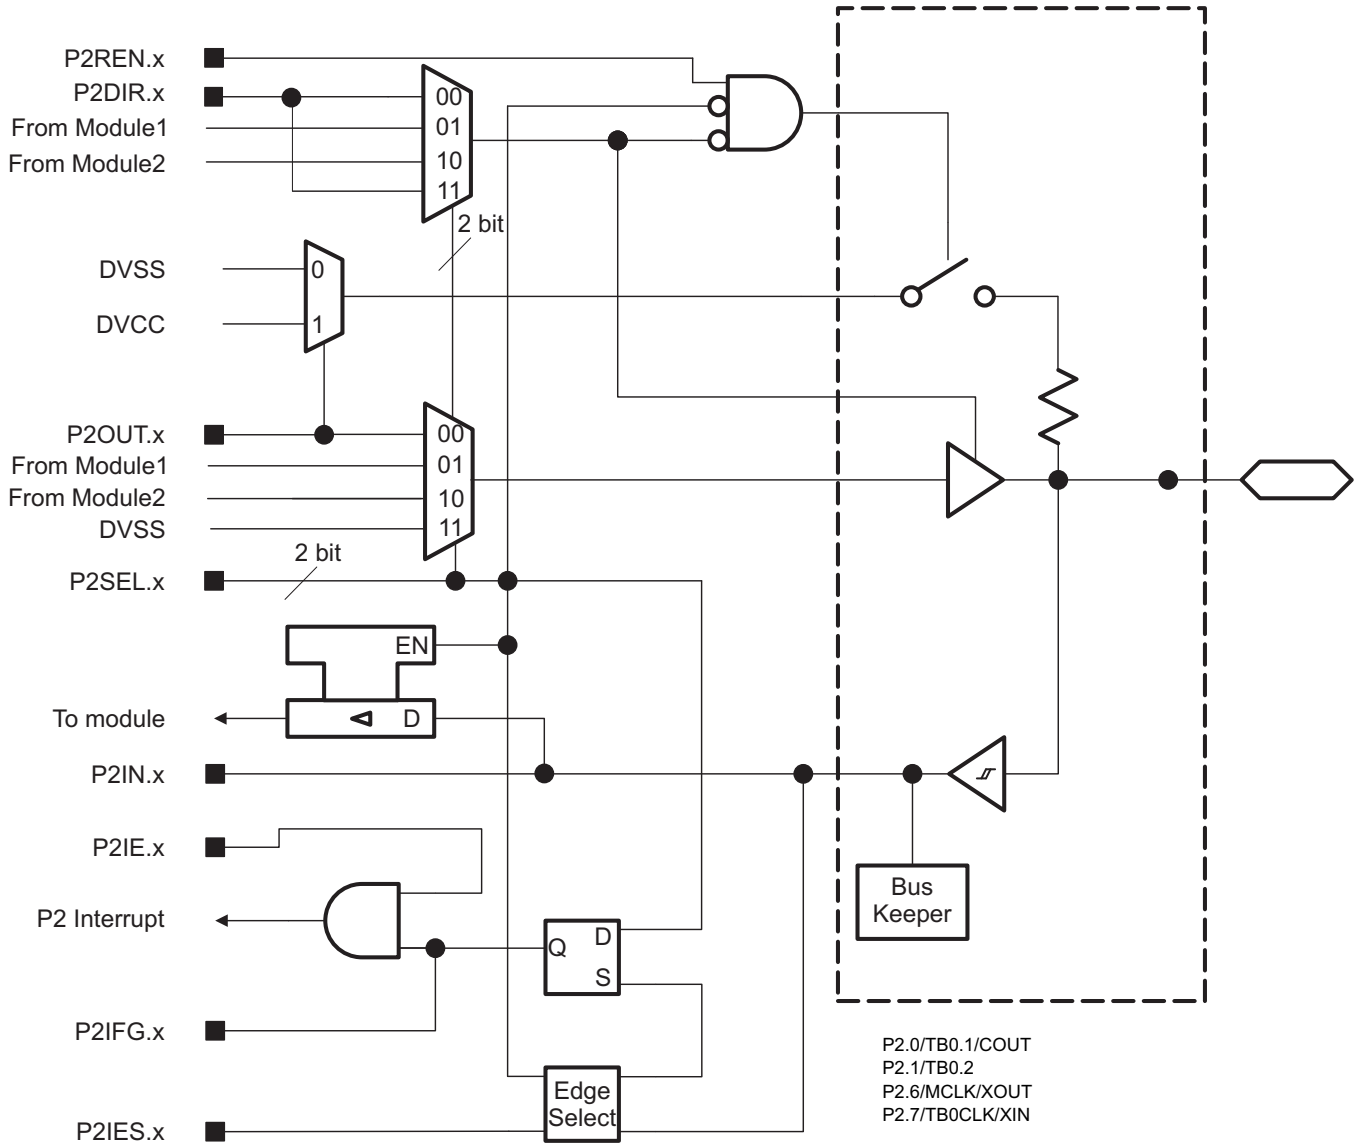 P2REN.x
P2DIR.x
From Module1
From Module2
00
01
10
11
2 bit
DVSS
DVCC
0
1
P2OUT.x
From Module1
From Module2
DVSS
00
01
10
11
2 bit
P2SEL.x
EN
D
To module
P2IN.x
P2IE.x
P2 Interrupt
Q
D
S
Bus
Keeper
P2IFG.x
Edge
Select
P2IES.x
P2.0/TB0.1/COUT
P2.1/TB0.2
P2.6/MCLK/XOUT
P2.7/TB0CLK/XIN